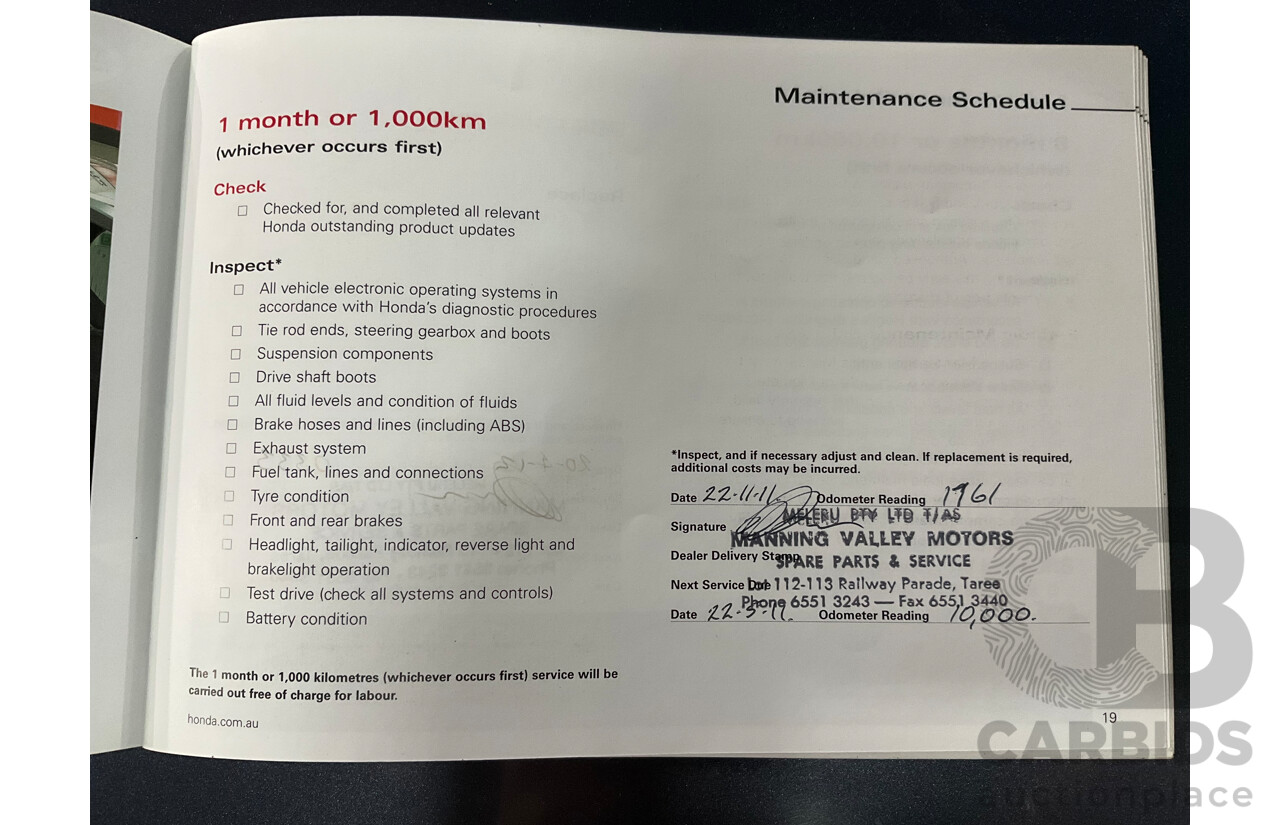 Maintenance Schedule
1 month or 1,000km
(whichever occurs first)
Check
Checked for, and completed all relevant
Honda outstanding product updates
Inspect*
All vehicle electronic operating systems in
accordance with Honda's diagnostic procedures
Tie rod ends, steering gearbox and boots
Suspension components
Drive shaft boots
All fluid levels and condition of fluids
Brake hoses and lines (including ABS)
Exhaust system
Fuel tank, lines and connections
Tyre condition
Front and rear brakes
Headlight, tailight, indicator, reverse light and
brakelight operation
Test drive (check all systems and controls)
Battery condition
The 1 month or 1,000 kilometres (whichever occurs first) service will be
carried out free of charge for labour.
honda.com.au
*Inspect, and if necessary adjust and clean. If replacement is required,
additional costs may be incurred.
Date 22-11-11 Odometer Reading 1961
MELERU PTY LTD T/AS
Signature
MANNING VALLEY MOTORS
Dealer Delivery Stamp
SPARE PARTS & SERVICE
Next Service Due
Lot 112-113 Railway Parade, Taree
Phone 6551 3243 — Fax 6551 3440
Date 22-5-11. Odometer Reading 10,000.
19
CARBIDS
auctionplace